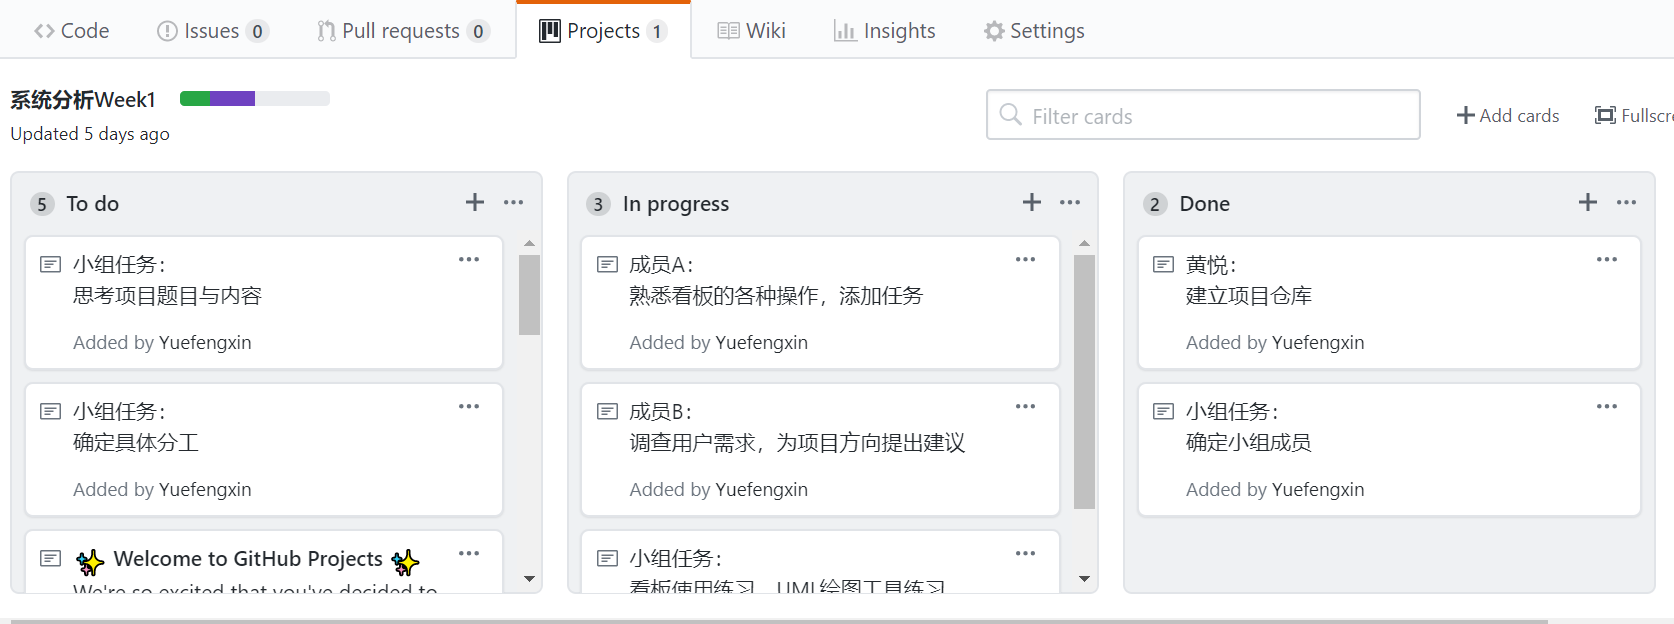 Code
Issues 0
Pull requests 0
Projects 1
Wiki
Insights
Settings
系统分析Week1
Updated 5 days ago
Filter cards
Add cards
Fullscre
5 To do
小组任务：
思考项目题目与内容
Added by Yuefengxin
小组任务：
确定具体分工
Added by Yuefengxin
Welcome to GitHub Projects
We're so excited that you've decided to
3 In progress
成员A：
熟悉看板的各种操作，添加任务
Added by Yuefengxin
成员B：
调查用户需求，为项目方向提出建议
Added by Yuefengxin
小组任务：
看板使用练习，UML绘图工具练习
2 Done
黄悦：
建立项目仓库
Added by Yuefengxin
小组任务：
确定小组成员
Added by Yuefengxin